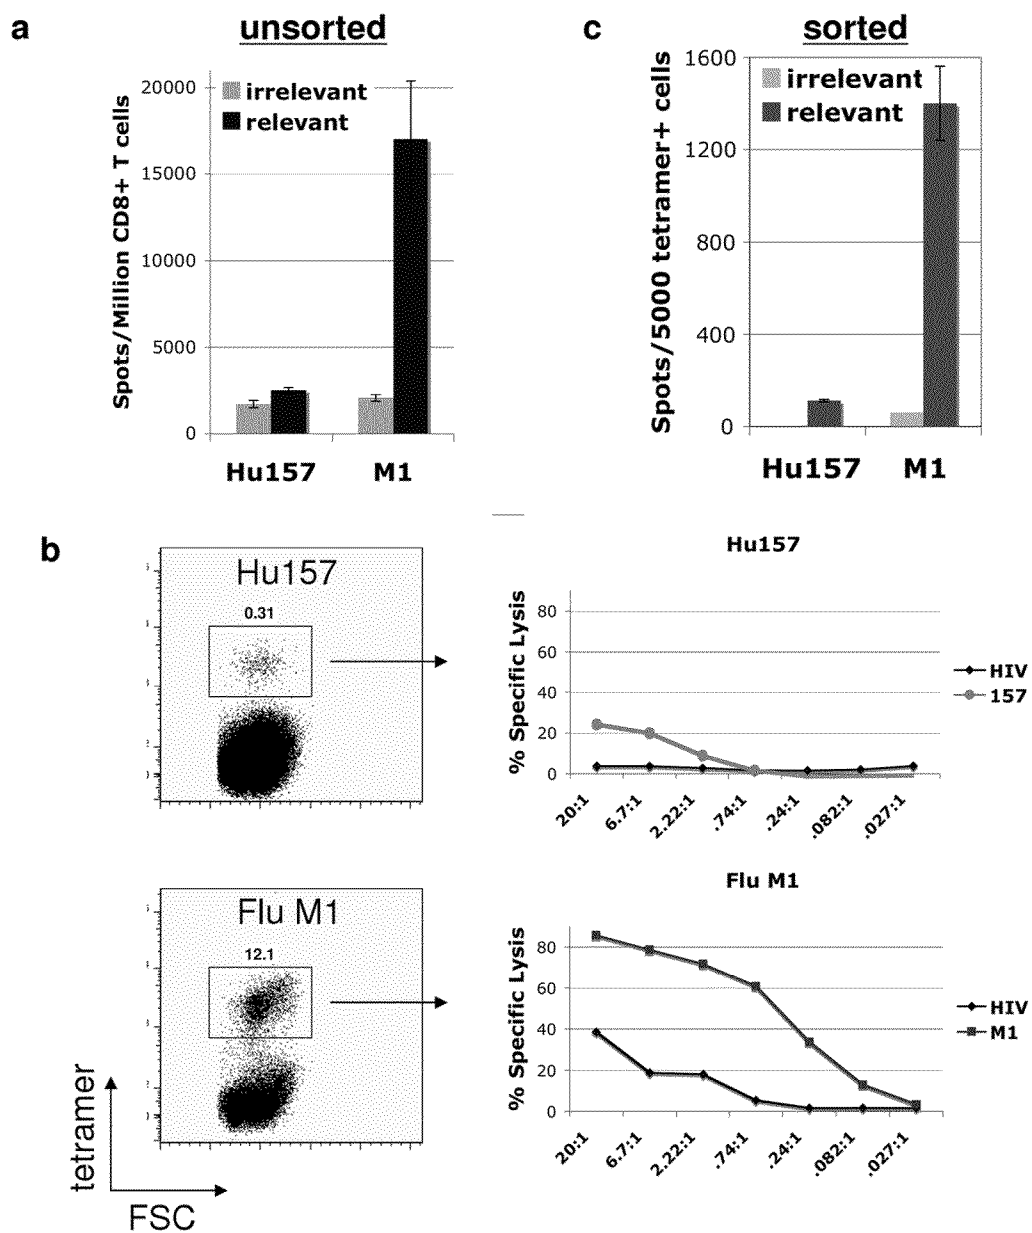 a
unsorted
Spots/Million CD8+ T cells
20000
15000
10000
5000
0
irrelevant
relevant
Hu157
M1
c
sorted
Spots/5000 tetramer+ cells
1600
1200
800
400
0
irrelevant
relevant
Hu157
M1
b
Hu157
0.31
Hu157
% Specific Lysis
80
60
40
20
0
20:1
6.7:1
2.22:1
.74:1
.24:1
.082:1
.027:1
HIV
157
Flu M1
12.1
tetramer
FSC
Flu M1
% Specific Lysis
80
60
40
20
0
20:1
6.7:1
2.22:1
.74:1
.24:1
.082:1
.027:1
HIV
M1